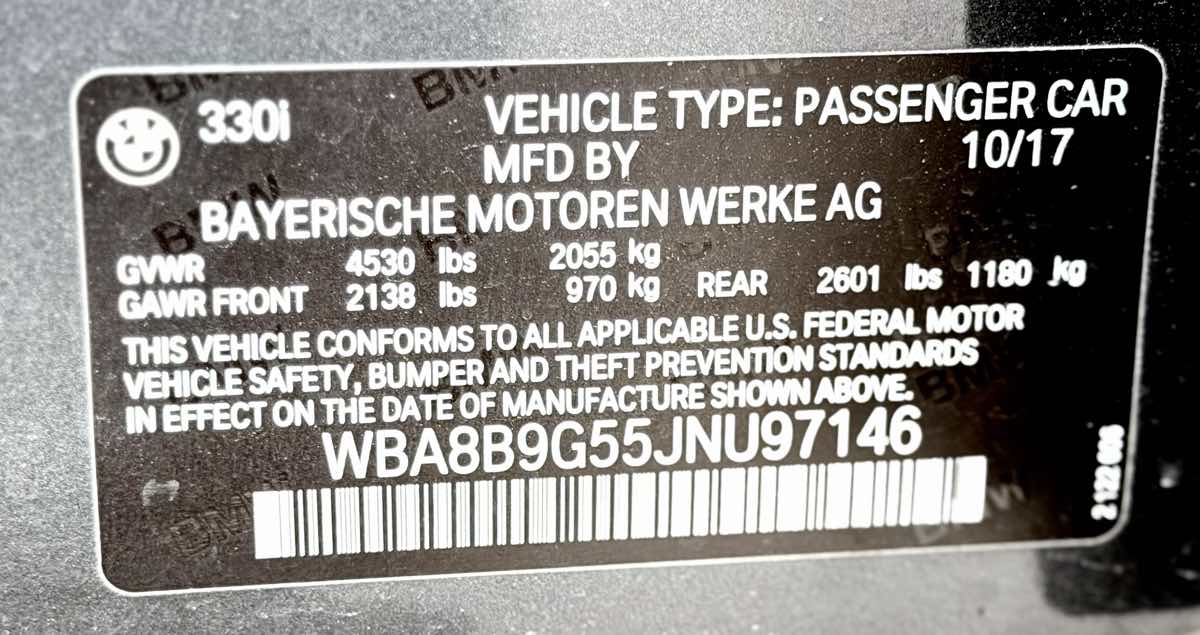 330i VEHICLE TYPE: PASSENGER CAR
MFD BY 10/17
BAYERISCHE MOTOREN WERKE AG
GVWR 4530 lbs 2055 kg
GAWR FRONT 2138 lbs 970 kg REAR 2601 lbs 1180 kg
THIS VEHICLE CONFORMS TO ALL APPLICABLE U.S. FEDERAL MOTOR
VEHICLE SAFETY, BUMPER AND THEFT PREVENTION STANDARDS
IN EFFECT ON THE DATE OF MANUFACTURE SHOWN ABOVE.
WBA8B9G55JNU97146